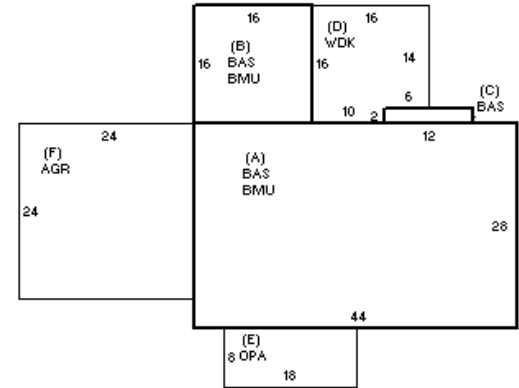 16
16
(B)
BAS
BMU
16
(D)
WDK
16
14
6
10
2
(C)
BAS
24
(F)
AGR
24
12
(A)
BAS
BMU
28
44
(E)
8 OPA
18